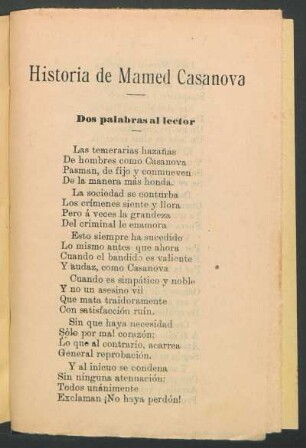 Historia de Mamed Casanova
Dos palabras al lector
Las temerarias hazañas
De hombres como Casanova
Pasman, de fijo y conmueven
De la manera más honda.
La sociedad se conturba
Los crímenes siente y llora
Pero á veces la grandeza
Del criminal le enamora
Esto siempre ha sucedido
Lo mismo antes que ahora
Cuando el bandido es valiente
Y audaz, como Casanova
Cuando es simpático y noble
Y no un asesino vil
Que mata traidoramente
Con satisfacción ruín.
Sin que haya necesidad
Sólo por mal corazón;
Lo que al contrario, acarrea
General reprobación.
Y al inicuo se condena
Sin ninguna atenuación:
Todos unánimente
Exclaman ¡No haya perdón!